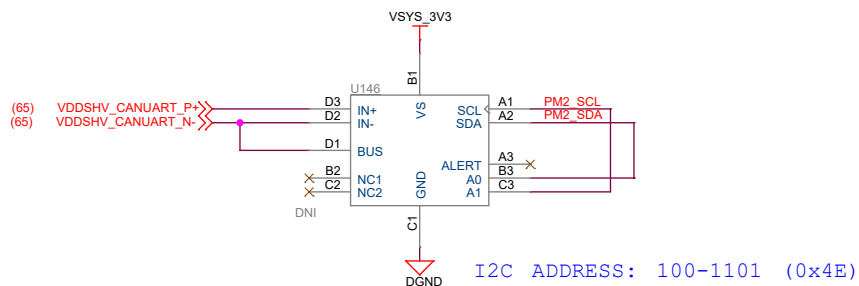 VSYS_3V3
B1
U146
(65) VDDSHV_CANUART_P+ D3 IN+ VS SCL A1 PM2_SCL
(65) VDDSHV_CANUART_N- D2 IN- SDA A2 PM2_SDA
D1 BUS
ALERT A3
B2 NC1 A0 B3
C2 NC2 GND A1 C3
DNI
C1
DGND
I2C ADDRESS: 100-1101 (0x4E)